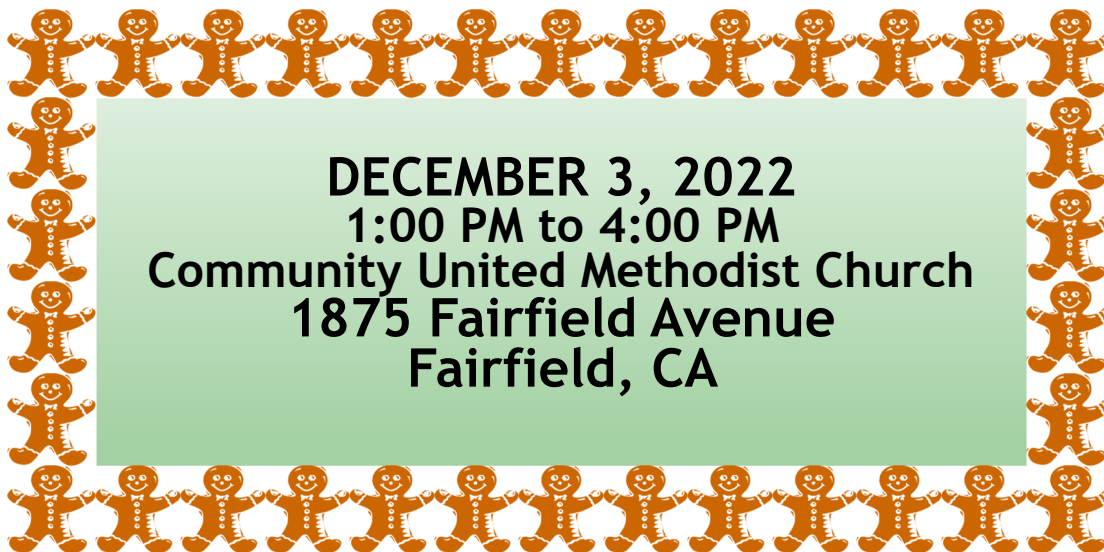 DECEMBER 3, 2022
1:00 PM to 4:00 PM
Community United Methodist Church
1875 Fairfield Avenue
Fairfield, CA